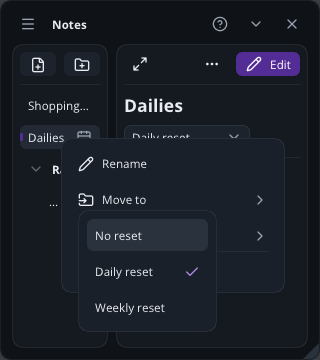 Notes
Edit
Shopping...
Dailies
Dailies
Daily reset
Rename
...
Move to
No reset
Daily reset
Weekly reset